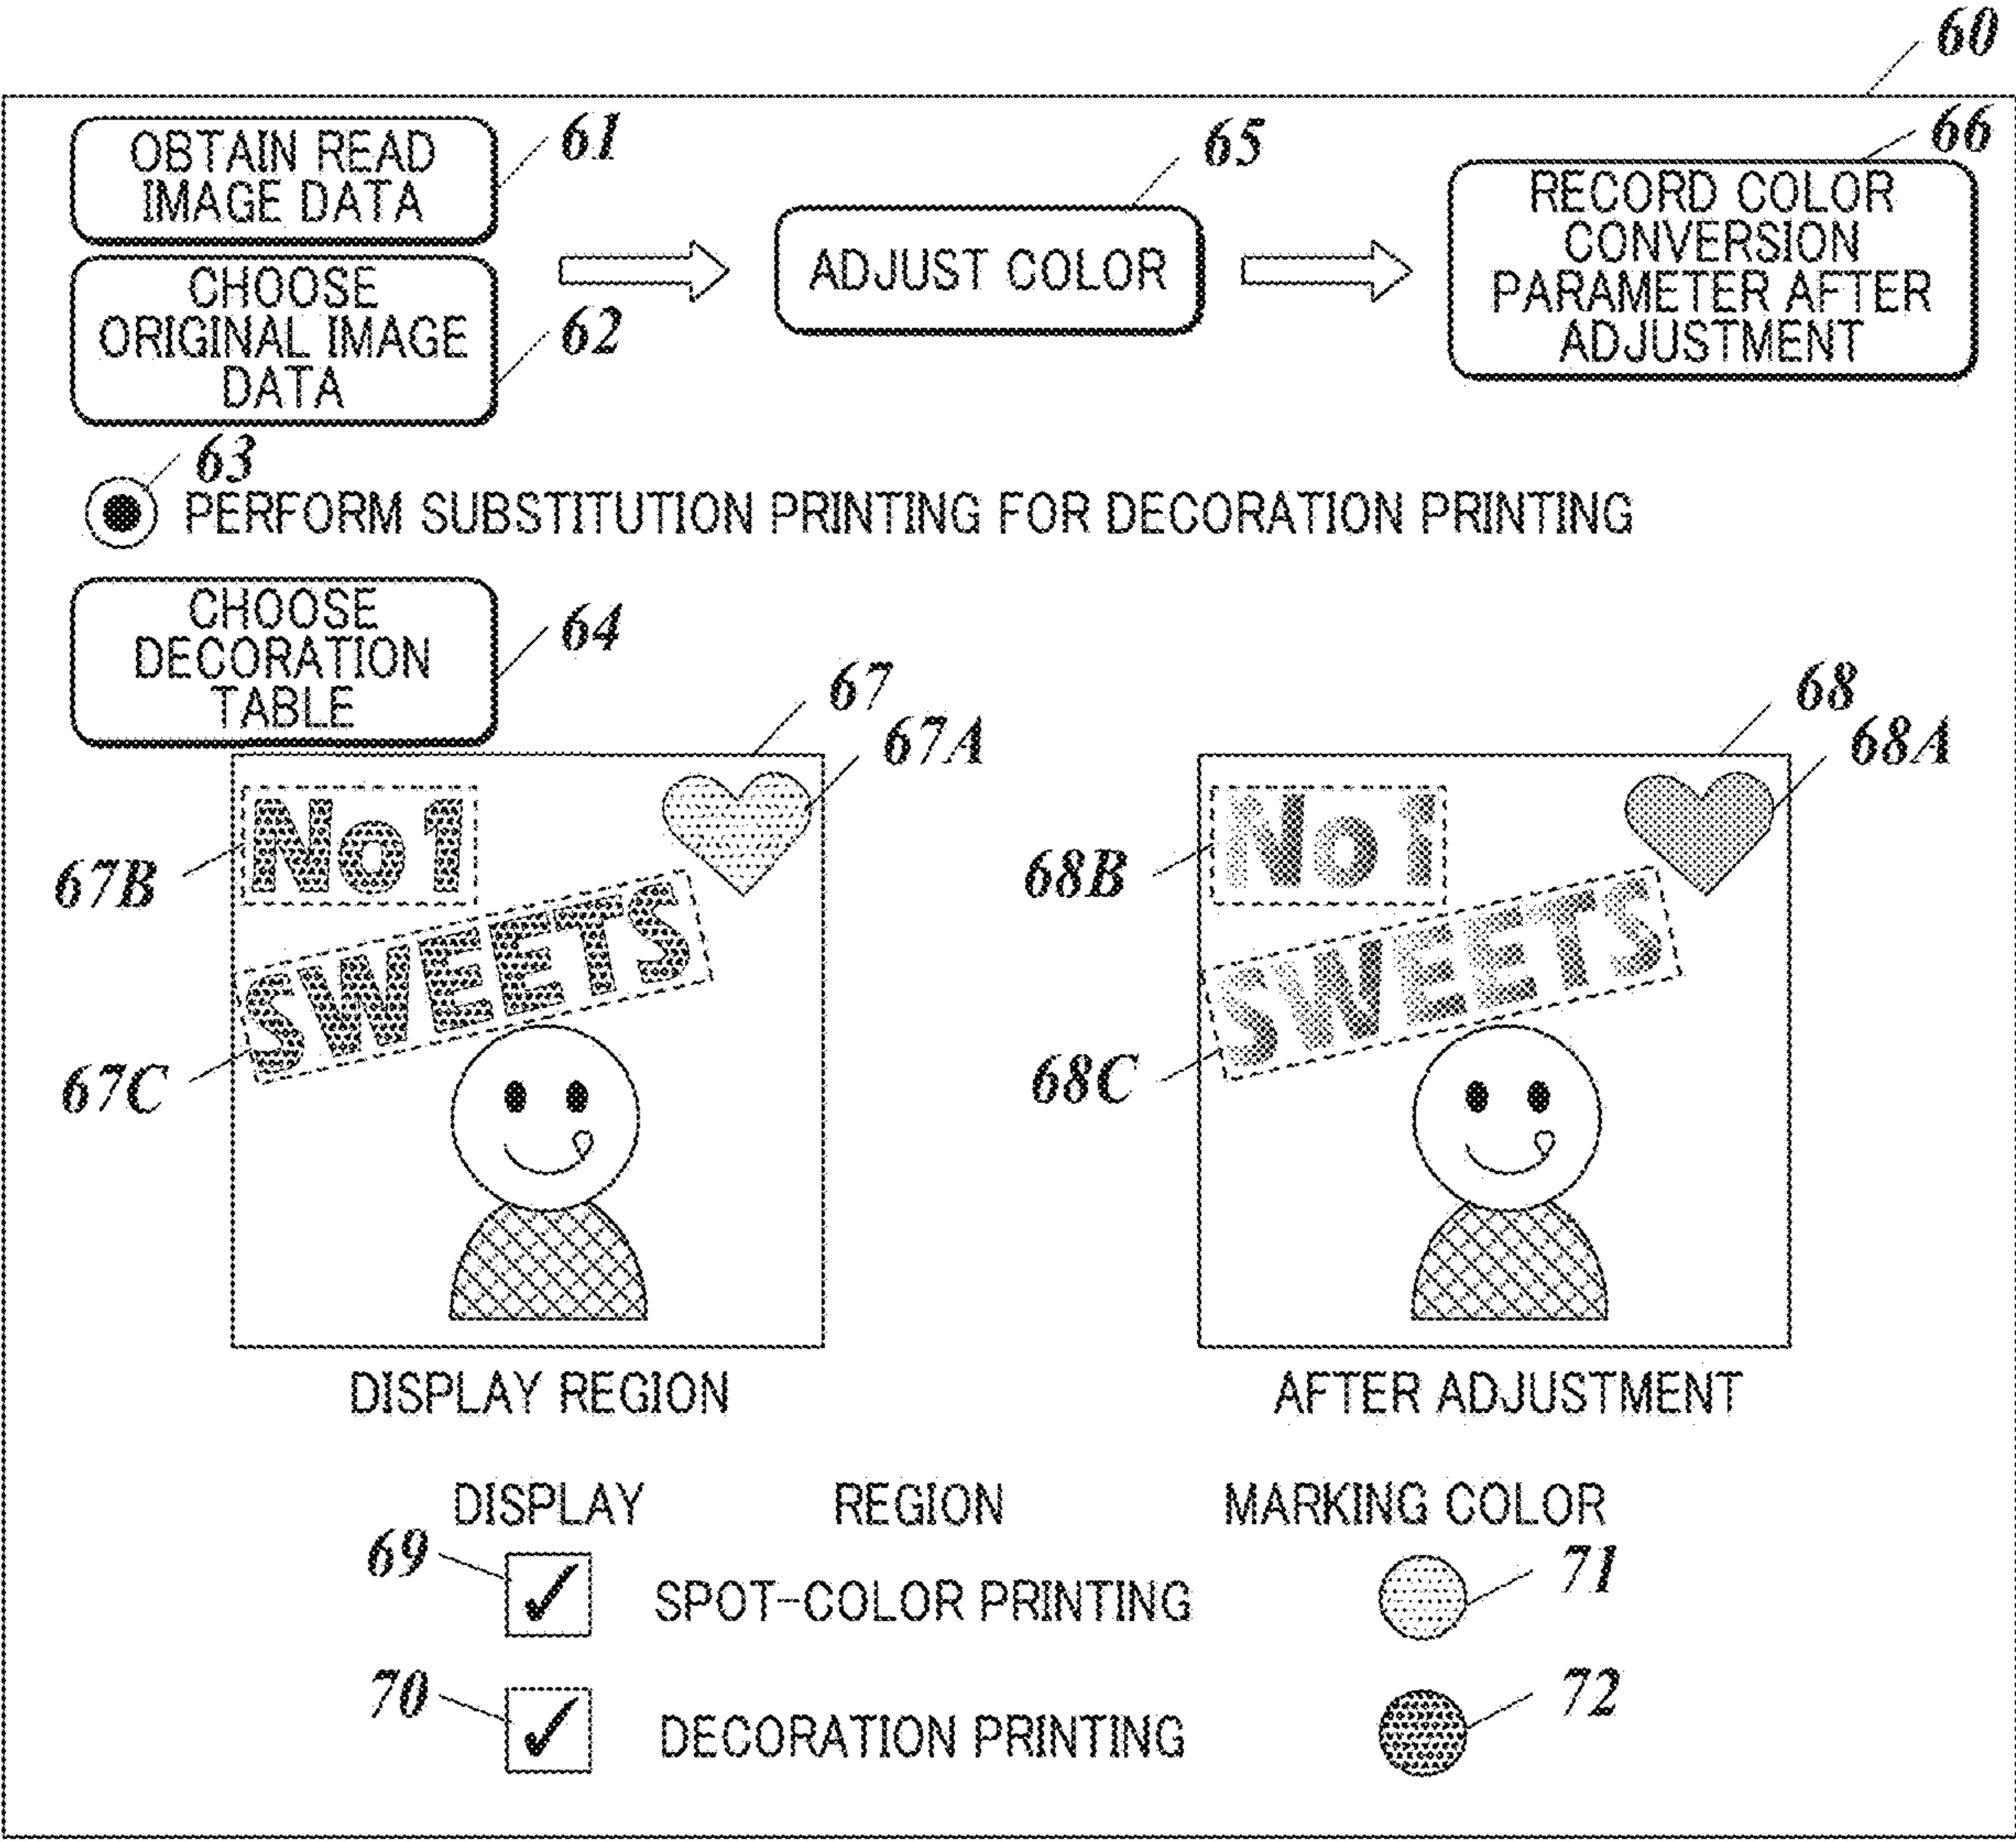 60
OBTAIN READ
IMAGE DATA
61
CHOOSE
ORIGINAL IMAGE
DATA
62
65
ADJUST COLOR
66
RECORD COLOR
CONVERSION
PARAMETER AFTER
ADJUSTMENT
63
PERFORM SUBSTITUTION PRINTING FOR DECORATION PRINTING
CHOOSE
DECORATION
TABLE
64
67
67A
No1
67B
SWEETS
67C
DISPLAY REGION
68
68A
No1
68B
SWEETS
68C
AFTER ADJUSTMENT
DISPLAY REGION MARKING COLOR
69 SPOT-COLOR PRINTING 71
70 DECORATION PRINTING 72